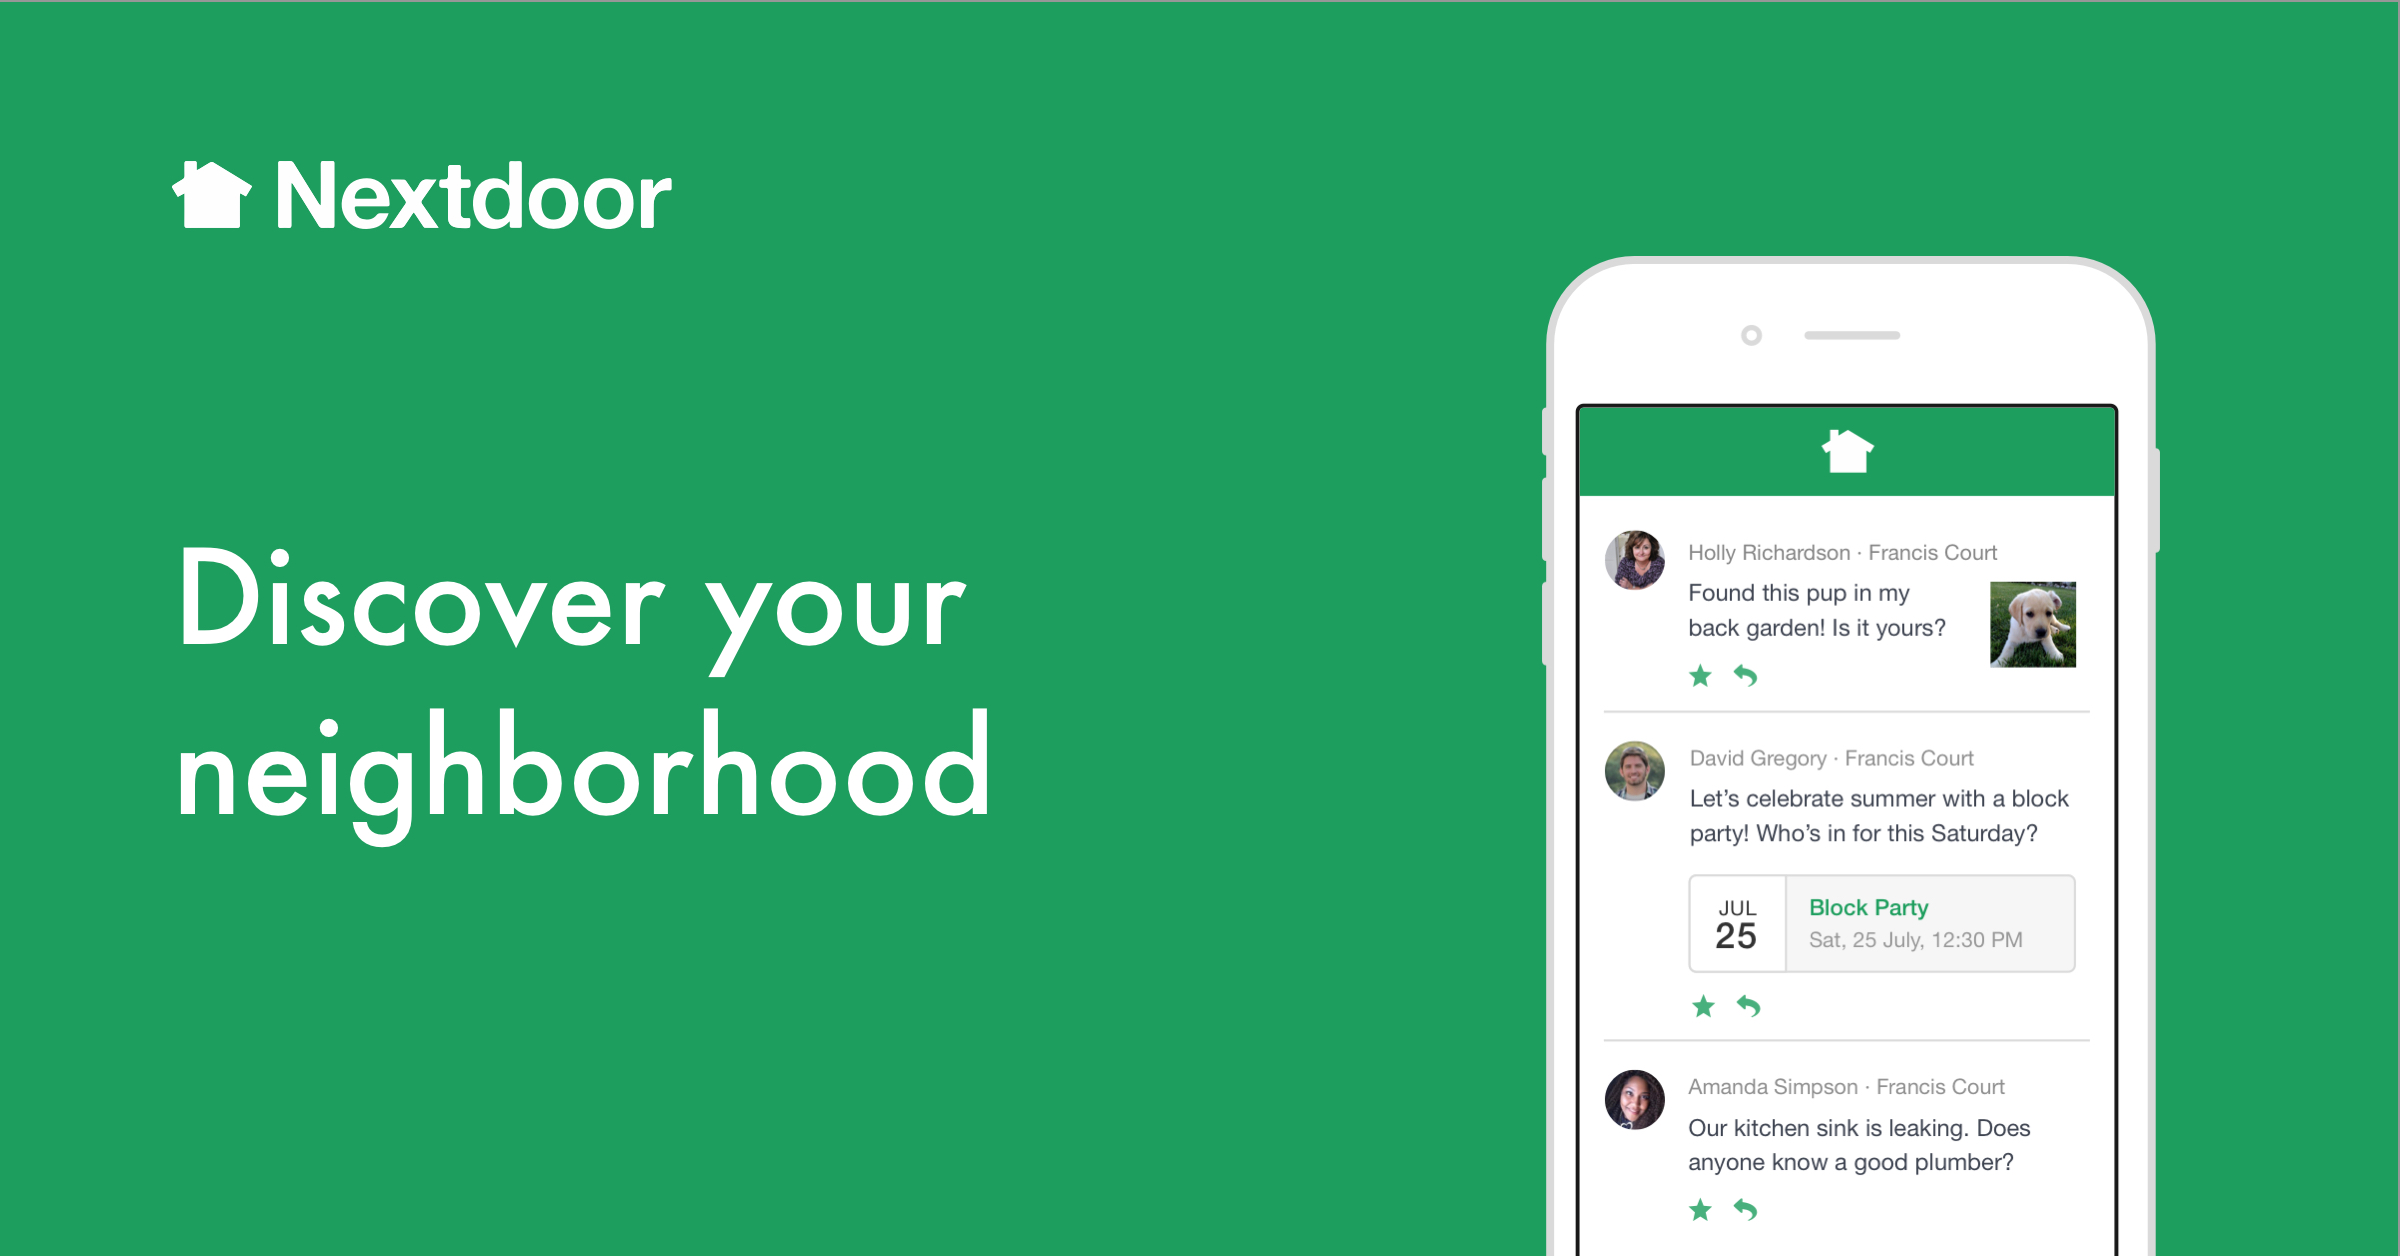 Nextdoor
Discover your
neighborhood
Holly Richardson · Francis Court
Found this pup in my
back garden! Is it yours?
David Gregory · Francis Court
Let’s celebrate summer with a block
party! Who’s in for this Saturday?
JUL
25
Block Party
Sat, 25 July, 12:30 PM
Amanda Simpson · Francis Court
Our kitchen sink is leaking. Does
anyone know a good plumber?